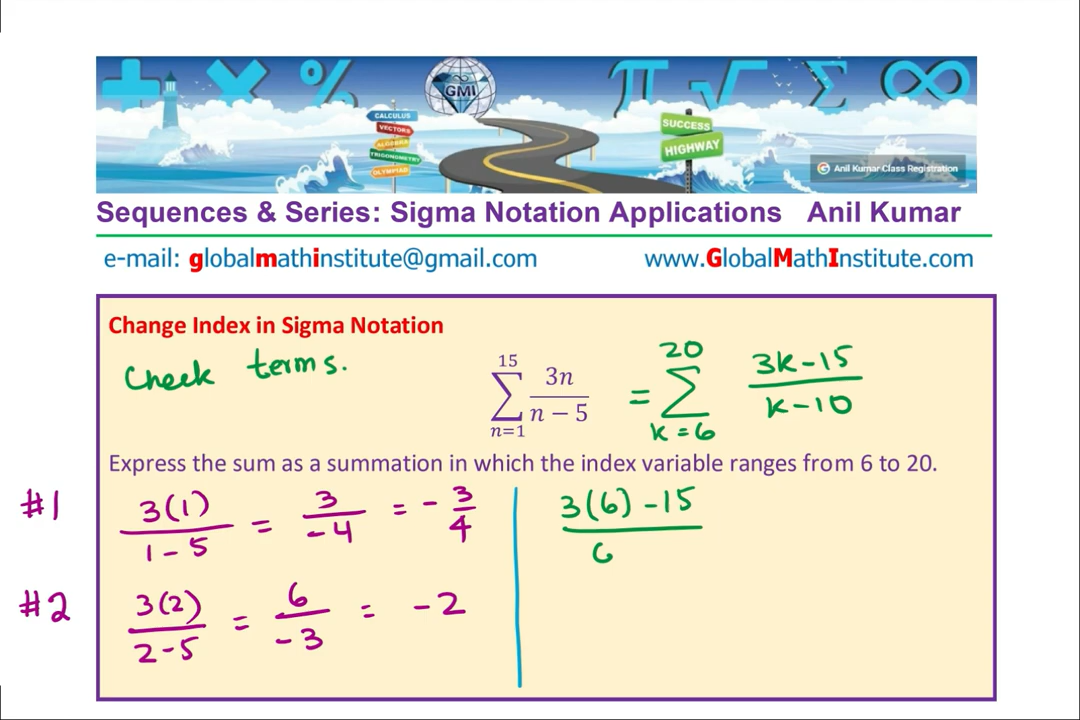 GMI
CALCULUS
VECTORS
ALGEBRA
TRIGONOMETRY
OLYMPIAD
SUCCESS
HIGHWAY
Anil Kumar Class Registration
+ × % π √ Σ ∞
Sequences & Series: Sigma Notation Applications Anil Kumar
e-mail: globalmathinstitute@gmail.com www.GlobalMathInstitute.com
Change Index in Sigma Notation
Check terms.
15
∑ 3n / n − 5
n=1
= 20 ∑ k=6 3k-15 / k-10
Express the sum as a summation in which the index variable ranges from 6 to 20.
#1 3(1) / 1-5 = 3 / -4 = - 3 / 4
3(6) -15 / 6
#2 3(2) / 2-5 = 6 / -3 = -2